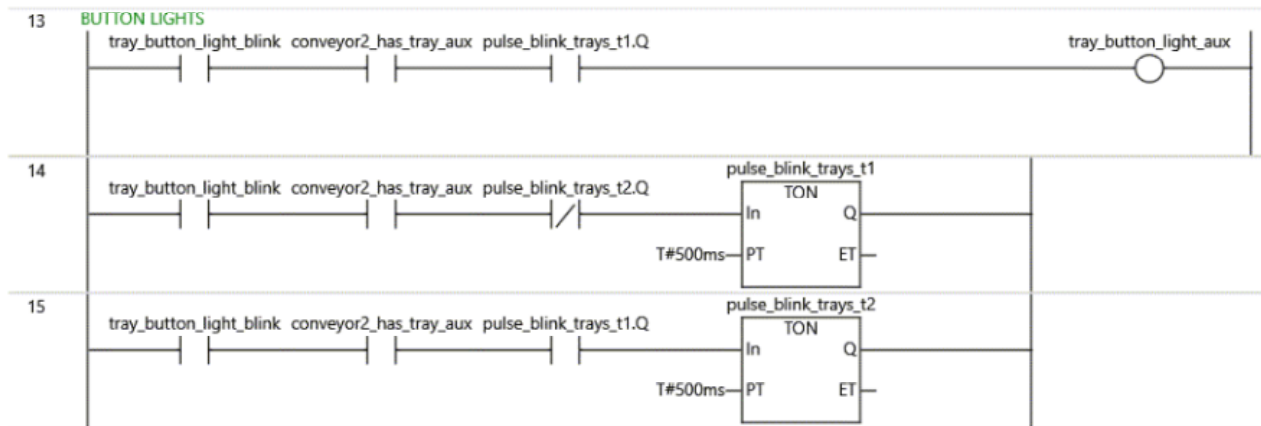 13 BUTTON LIGHTS
tray_button_light_blink conveyor2_has_tray_aux pulse_blink_trays_t1.Q tray_button_light_aux
14 pulse_blink_trays_t1
TON
tray_button_light_blink conveyor2_has_tray_aux pulse_blink_trays_t2.Q
In Q
T#500ms PT ET
15 pulse_blink_trays_t2
TON
tray_button_light_blink conveyor2_has_tray_aux pulse_blink_trays_t1.Q
In Q
T#500ms PT ET